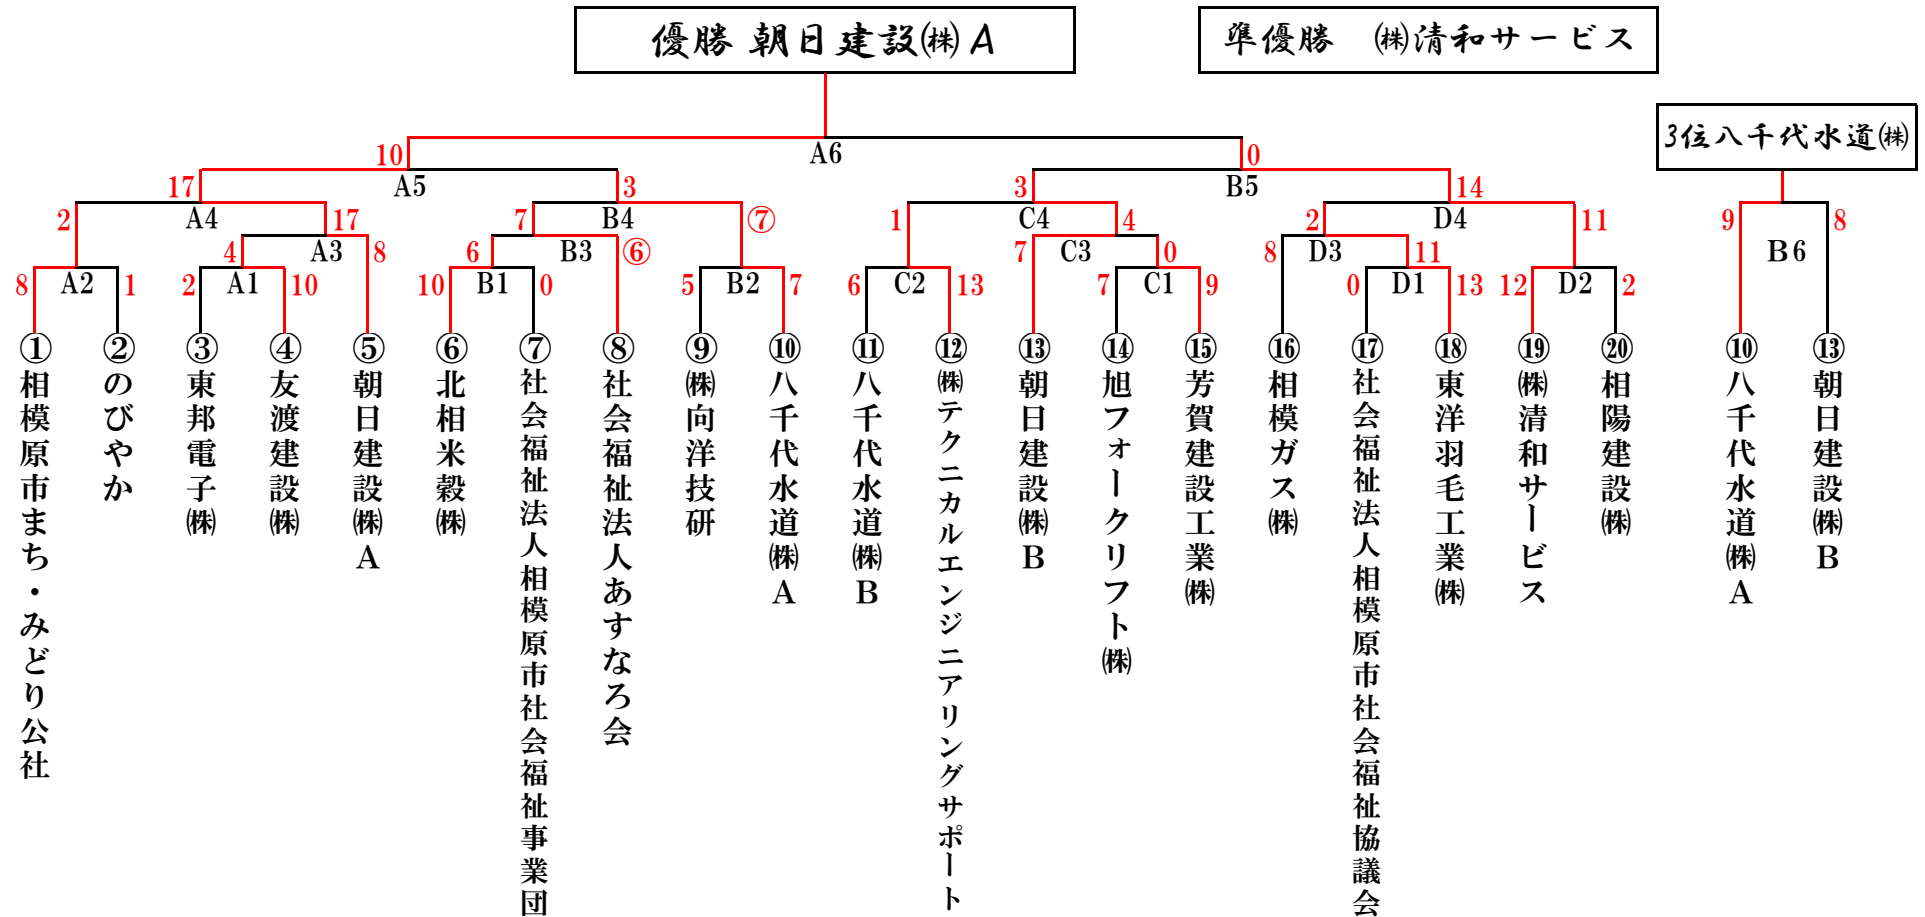 優勝 朝日建設㈱ A
準優勝　㈱清和サービス
3位八千代水道㈱
A6
10
0
A5
B5
17
3
3
14
A4
B4
C4
D4
2
17
7
⑦
1
4
2
11
9
8
A3
B3
C3
D3
B6
4
8
6
⑥
7
0
8
11
A2
A1
B1
B2
C2
C1
D1
D2
8
1
2
10
10
0
5
7
6
13
7
9
0
13
12
2
①相模原市まち・みどり公社
②のびやか
③東邦電子㈱
④友渡建設㈱
⑤朝日建設㈱A
⑥北相米穀㈱
⑦社会福祉法人相模原市社会福祉事業団
⑧社会福祉法人あすなろ会
⑨㈱向洋技研
⑩八千代水道㈱A
⑪八千代水道㈱B
⑫㈱テクニカルエンジニアリングサポート
⑬朝日建設㈱B
⑭旭フォークリフト㈱
⑮芳賀建設工業㈱
⑯相模ガス㈱
⑰社会福祉法人相模原市社会福祉協議会
⑱東洋羽毛工業㈱
⑲㈱清和サービス
⑳相陽建設㈱
⑩八千代水道㈱A
⑬朝日建設㈱B